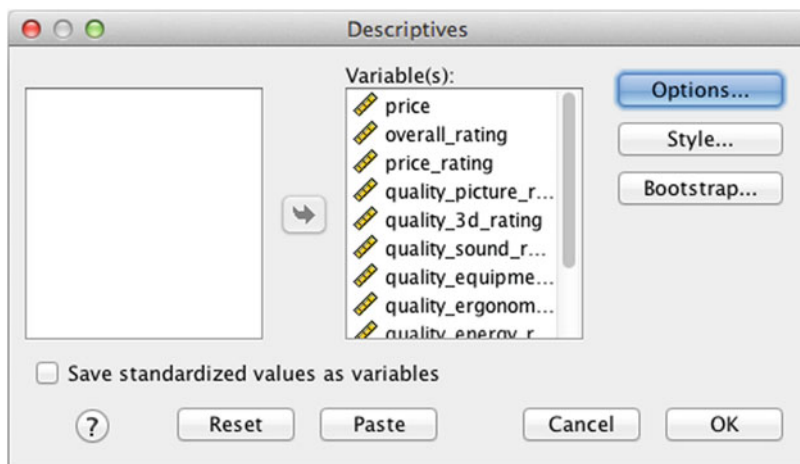 Descriptives
Variable(s):
price
overall_rating
price_rating
quality_picture_r...
quality_3d_rating
quality_sound_r...
quality_equipme...
quality_ergonom...
quality_energy_r
Options...
Style...
Bootstrap...
Save standardized values as variables
?
Reset
Paste
Cancel
OK